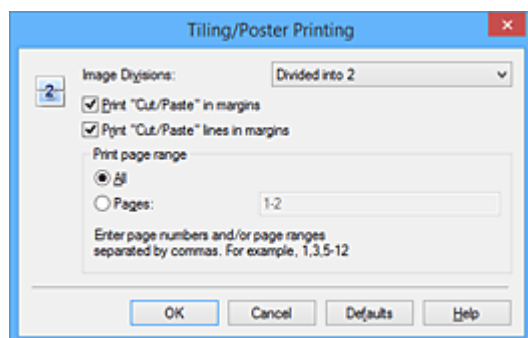 Tiling/Poster Printing
Image Divisions:
Divided into 2
2
Print "Cut/Paste" in margins
Print "Cut/Paste" lines in margins
Print page range
All
Pages:
1-2
Enter page numbers and/or page ranges
separated by commas. For example, 1,3,5-12
OK
Cancel
Defaults
Help